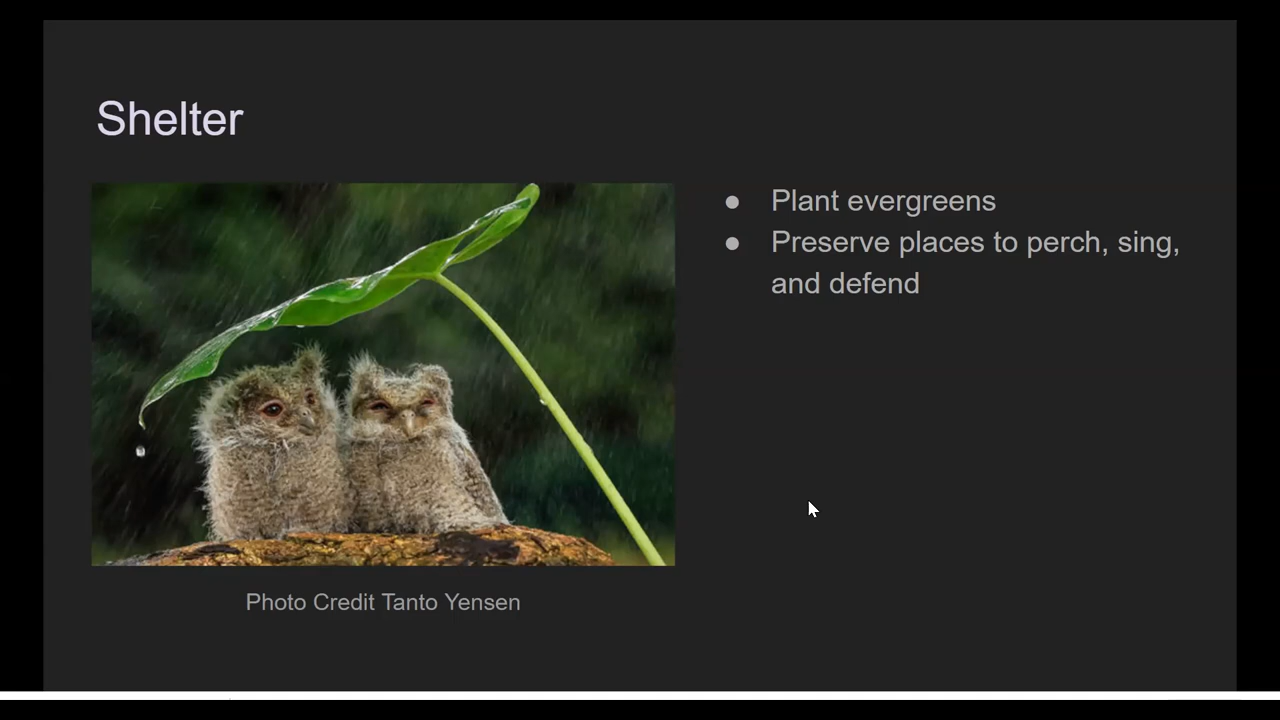 Shelter
Plant evergreens
Preserve places to perch, sing,
and defend
Photo Credit Tanto Yensen